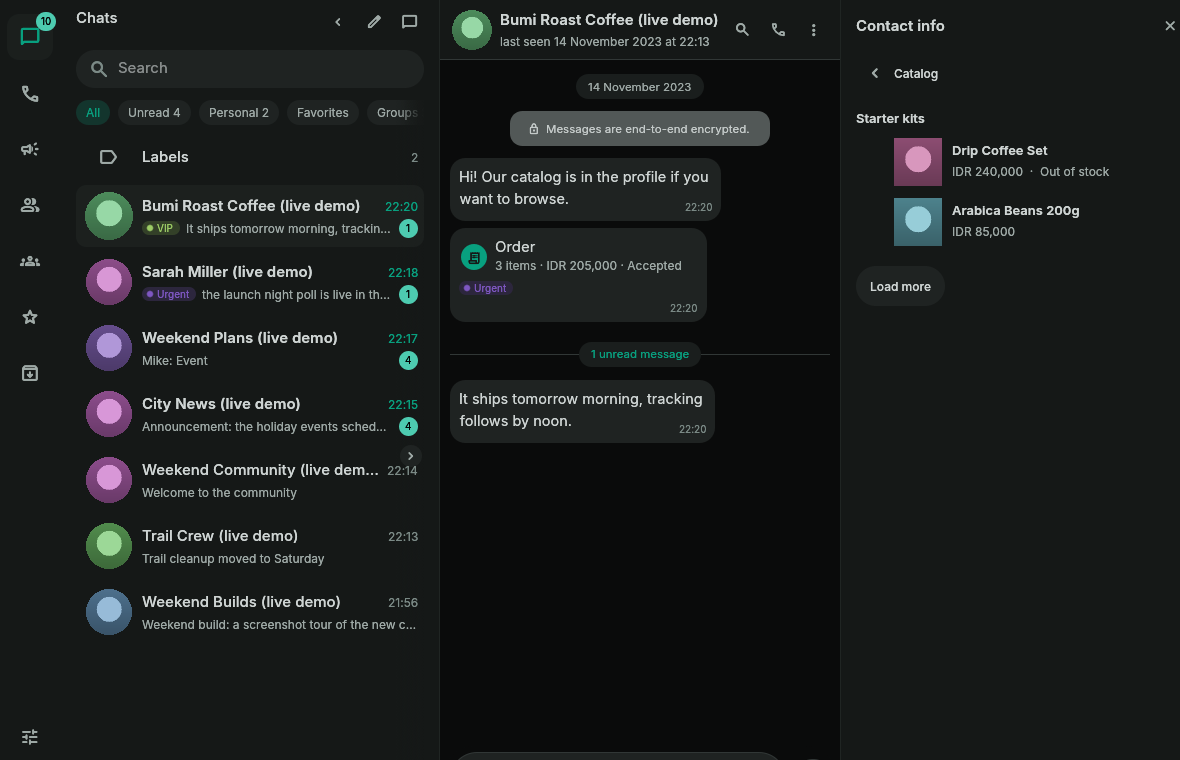 10
Chats
Search
All
Unread 4
Personal 2
Favorites
Groups
Labels
2
Bumi Roast Coffee (live demo)
22:20
VIP
It ships tomorrow morning, trackin...
1
Sarah Miller (live demo)
22:18
Urgent
the launch night poll is live in th...
1
Weekend Plans (live demo)
22:17
Mike: Event
4
City News (live demo)
22:15
Announcement: the holiday events sched...
4
Weekend Community (live dem...
22:14
Welcome to the community
Trail Crew (live demo)
22:13
Trail cleanup moved to Saturday
Weekend Builds (live demo)
21:56
Weekend build: a screenshot tour of the new c...
Bumi Roast Coffee (live demo)
last seen 14 November 2023 at 22:13
14 November 2023
Messages are end-to-end encrypted.
Hi! Our catalog is in the profile if you
want to browse.
22:20
Order
3 items · IDR 205,000 · Accepted
Urgent
22:20
1 unread message
It ships tomorrow morning, tracking
follows by noon.
22:20
Contact info
Catalog
Starter kits
Drip Coffee Set
IDR 240,000 · Out of stock
Arabica Beans 200g
IDR 85,000
Load more